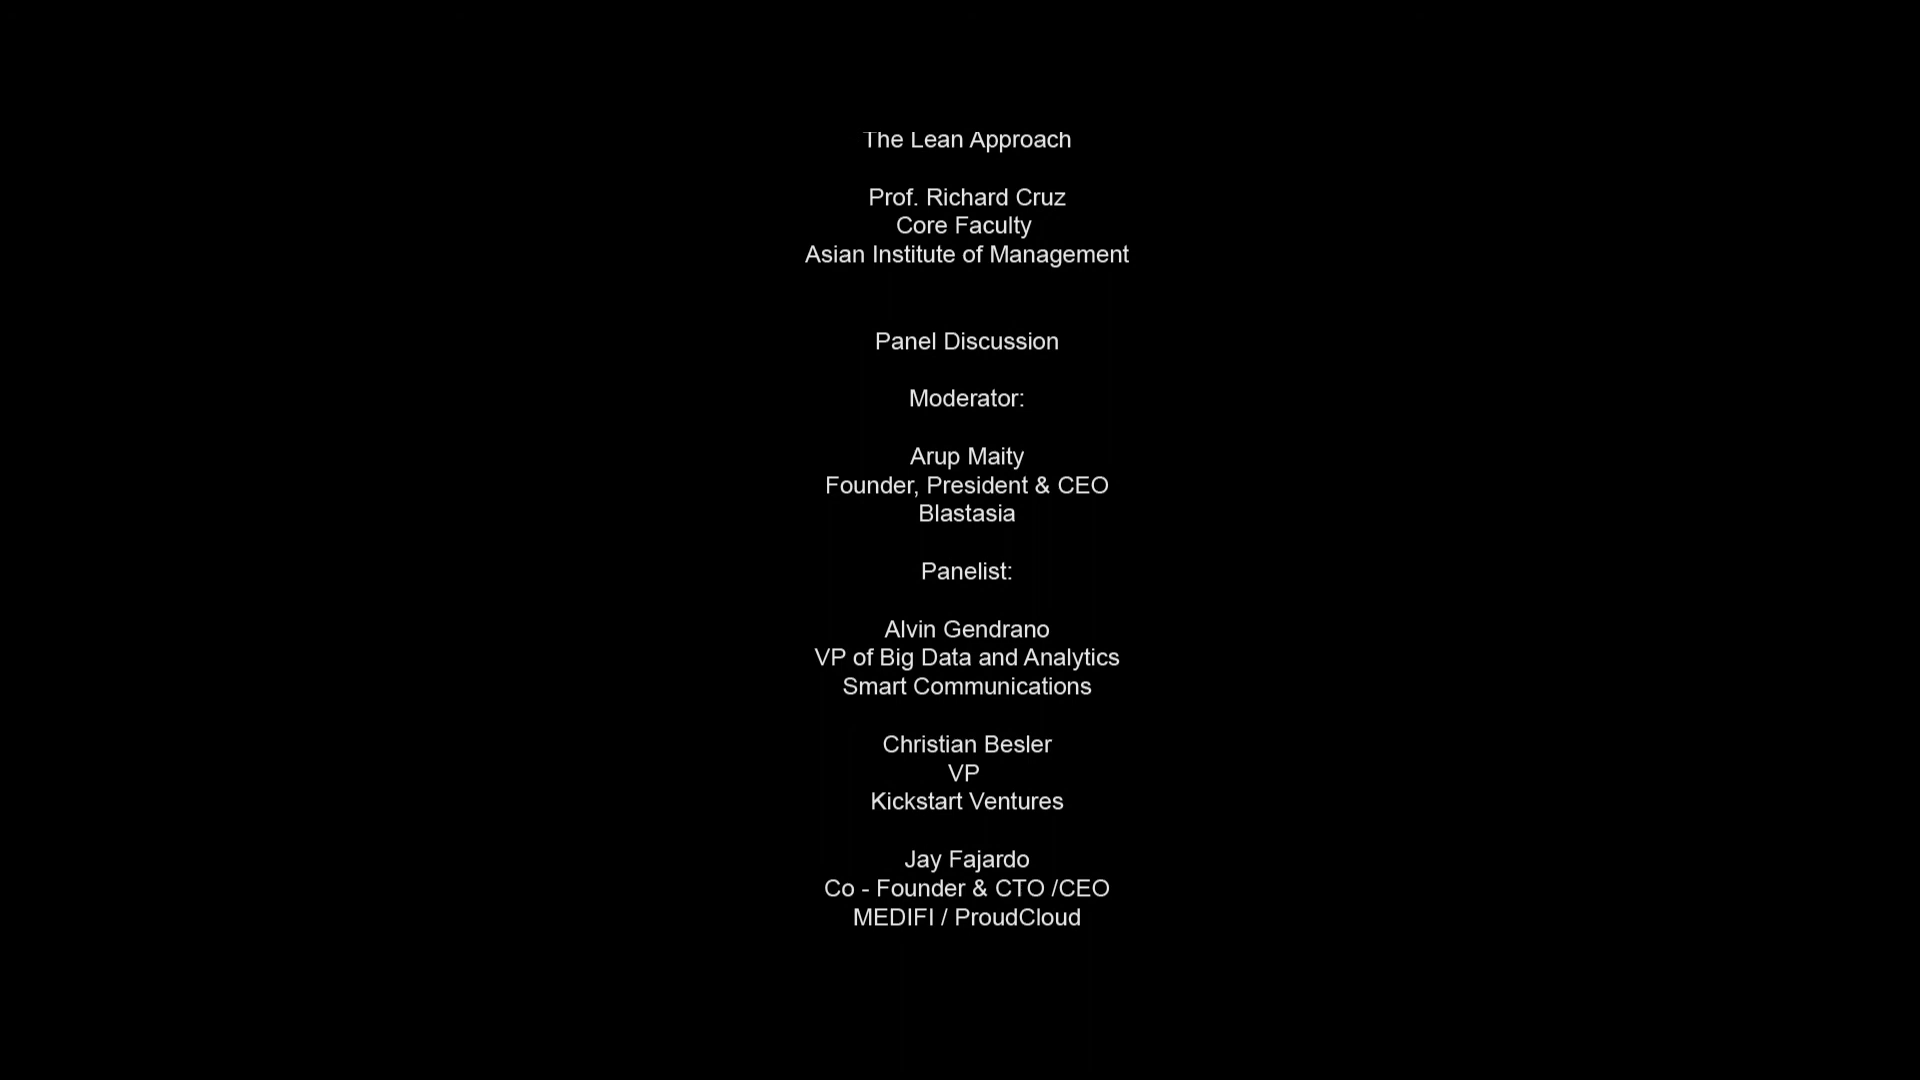 The Lean Approach
Prof. Richard Cruz
Core Faculty
Asian Institute of Management
Panel Discussion
Moderator:
Arup Maity
Founder, President & CEO
Blastasia
Panelist:
Alvin Gendrano
VP of Big Data and Analytics
Smart Communications
Christian Besler
VP
Kickstart Ventures
Jay Fajardo
Co - Founder & CTO /CEO
MEDIFI / ProudCloud